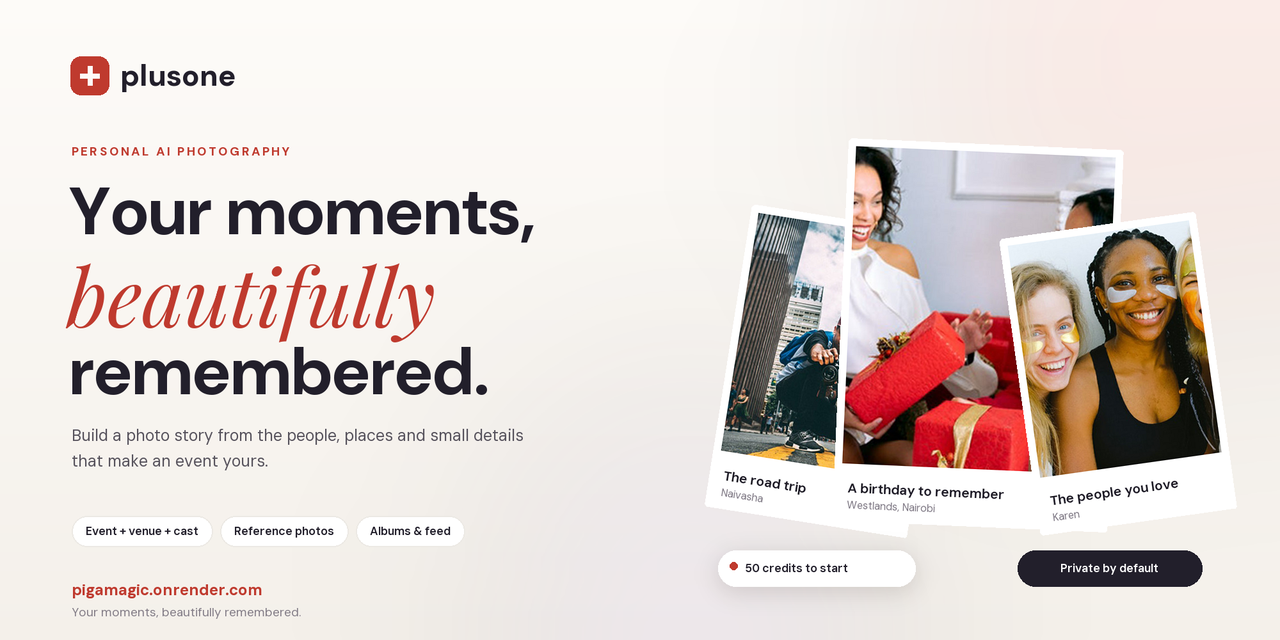 plusone
PERSONAL AI PHOTOGRAPHY
Your moments,
beautifully
remembered.
Build a photo story from the people, places and small details
that make an event yours.
Event + venue + cast
Reference photos
Albums & feed
pigamagic.onrender.com
Your moments, beautifully remembered.
The road trip
Naivasha
A birthday to remember
Westlands, Nairobi
The people you love
Karen
50 credits to start
Private by default